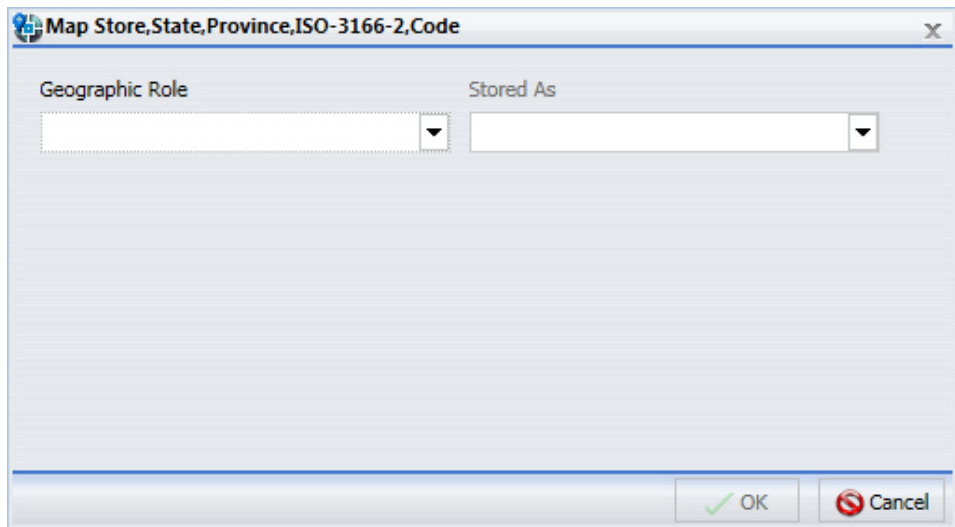 Map Store,State,Province,ISO-3166-2,Code
Geographic Role
Stored As
OK
Cancel